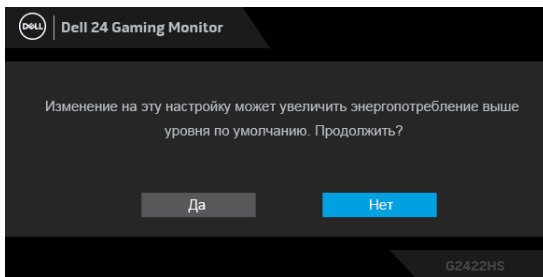 DELL Dell 24 Gaming Monitor
Изменение на эту настройку может увеличить энергопотребление выше
уровня по умолчанию. Продолжить?
Да Нет
G2422HS